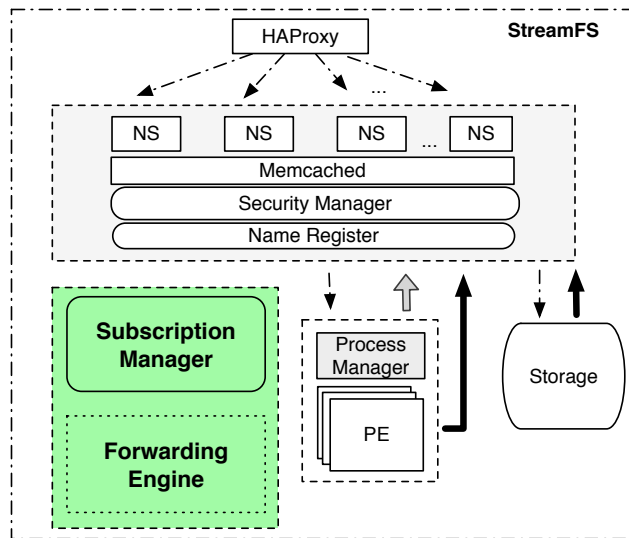 HAProxy
StreamFS
...
NS NS NS ... NS
Memcached
Security Manager
Name Register
Subscription
Manager
Forwarding
Engine
Process
Manager
PE
Storage